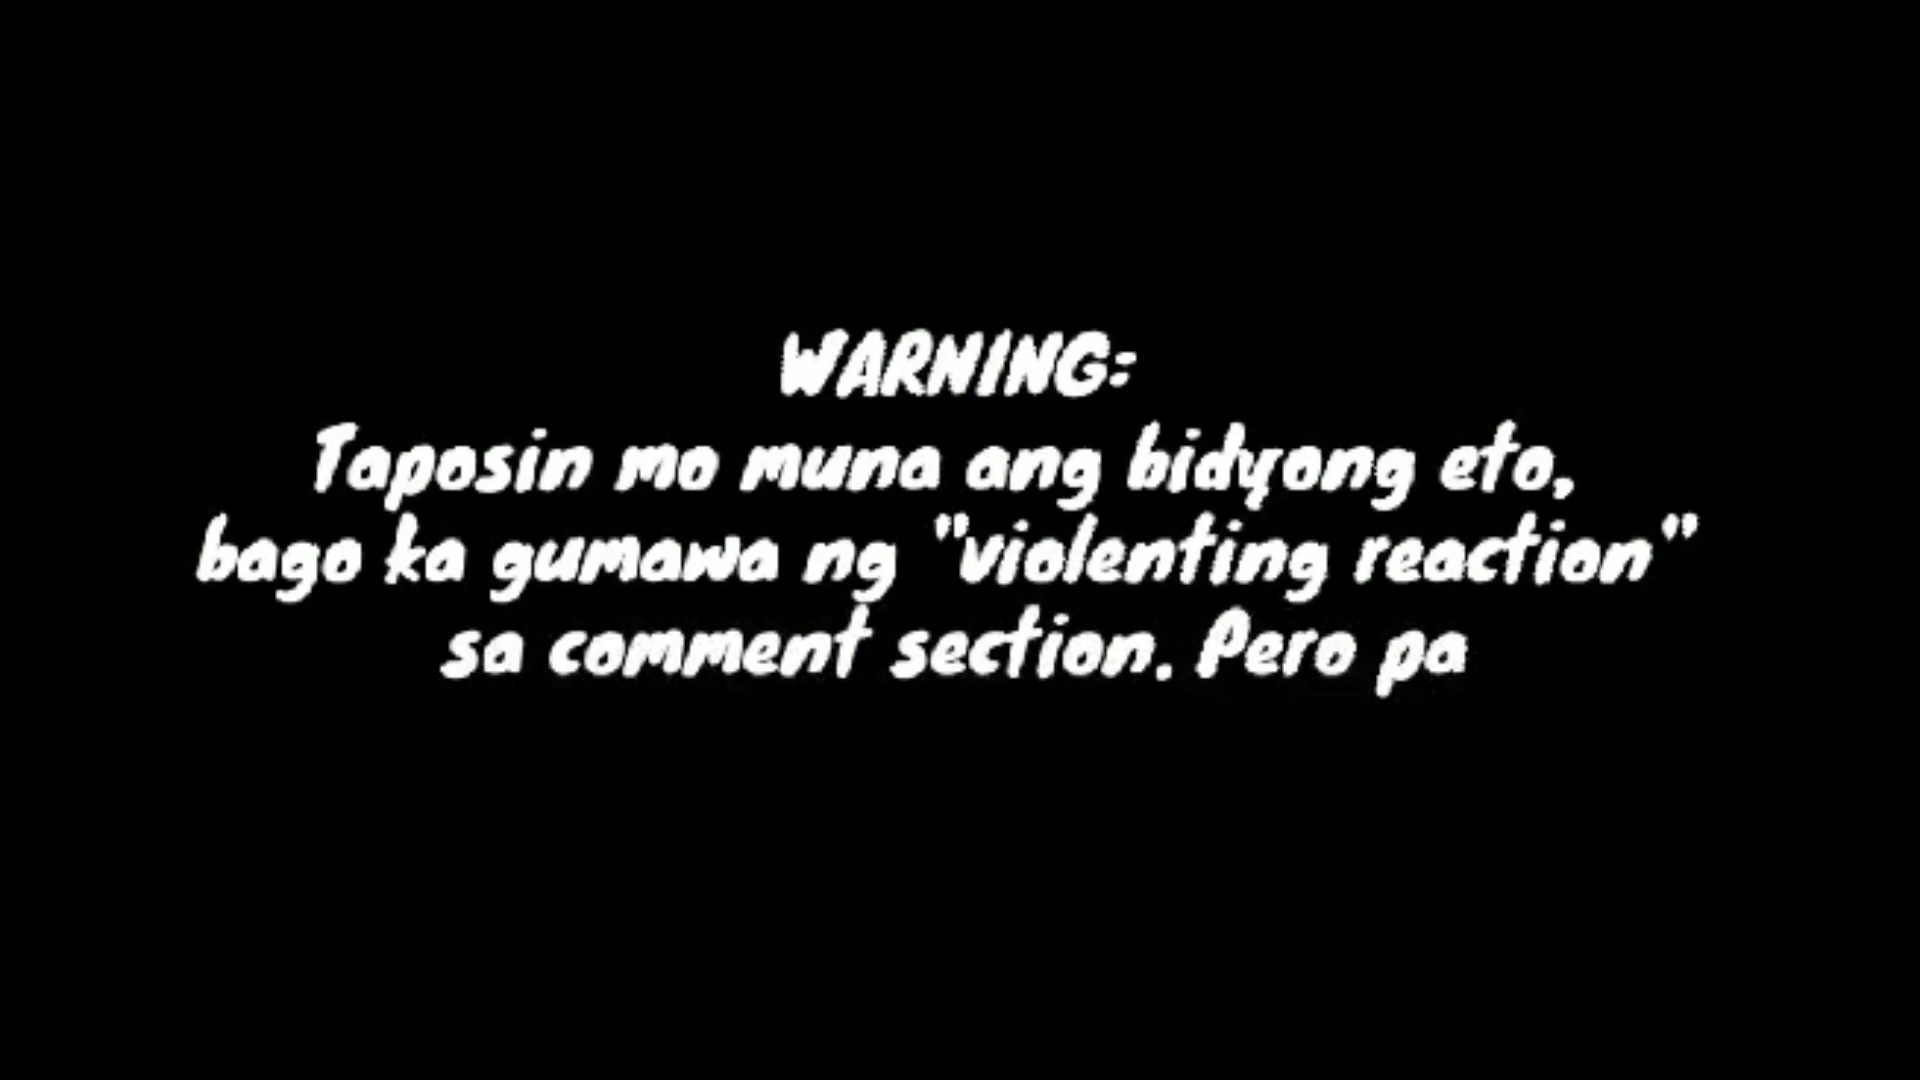 WARNING:
Taposin mo muna ang bidyong eto,
bago ka gumawa ng "violenting reaction"
sa comment section. Pero pa